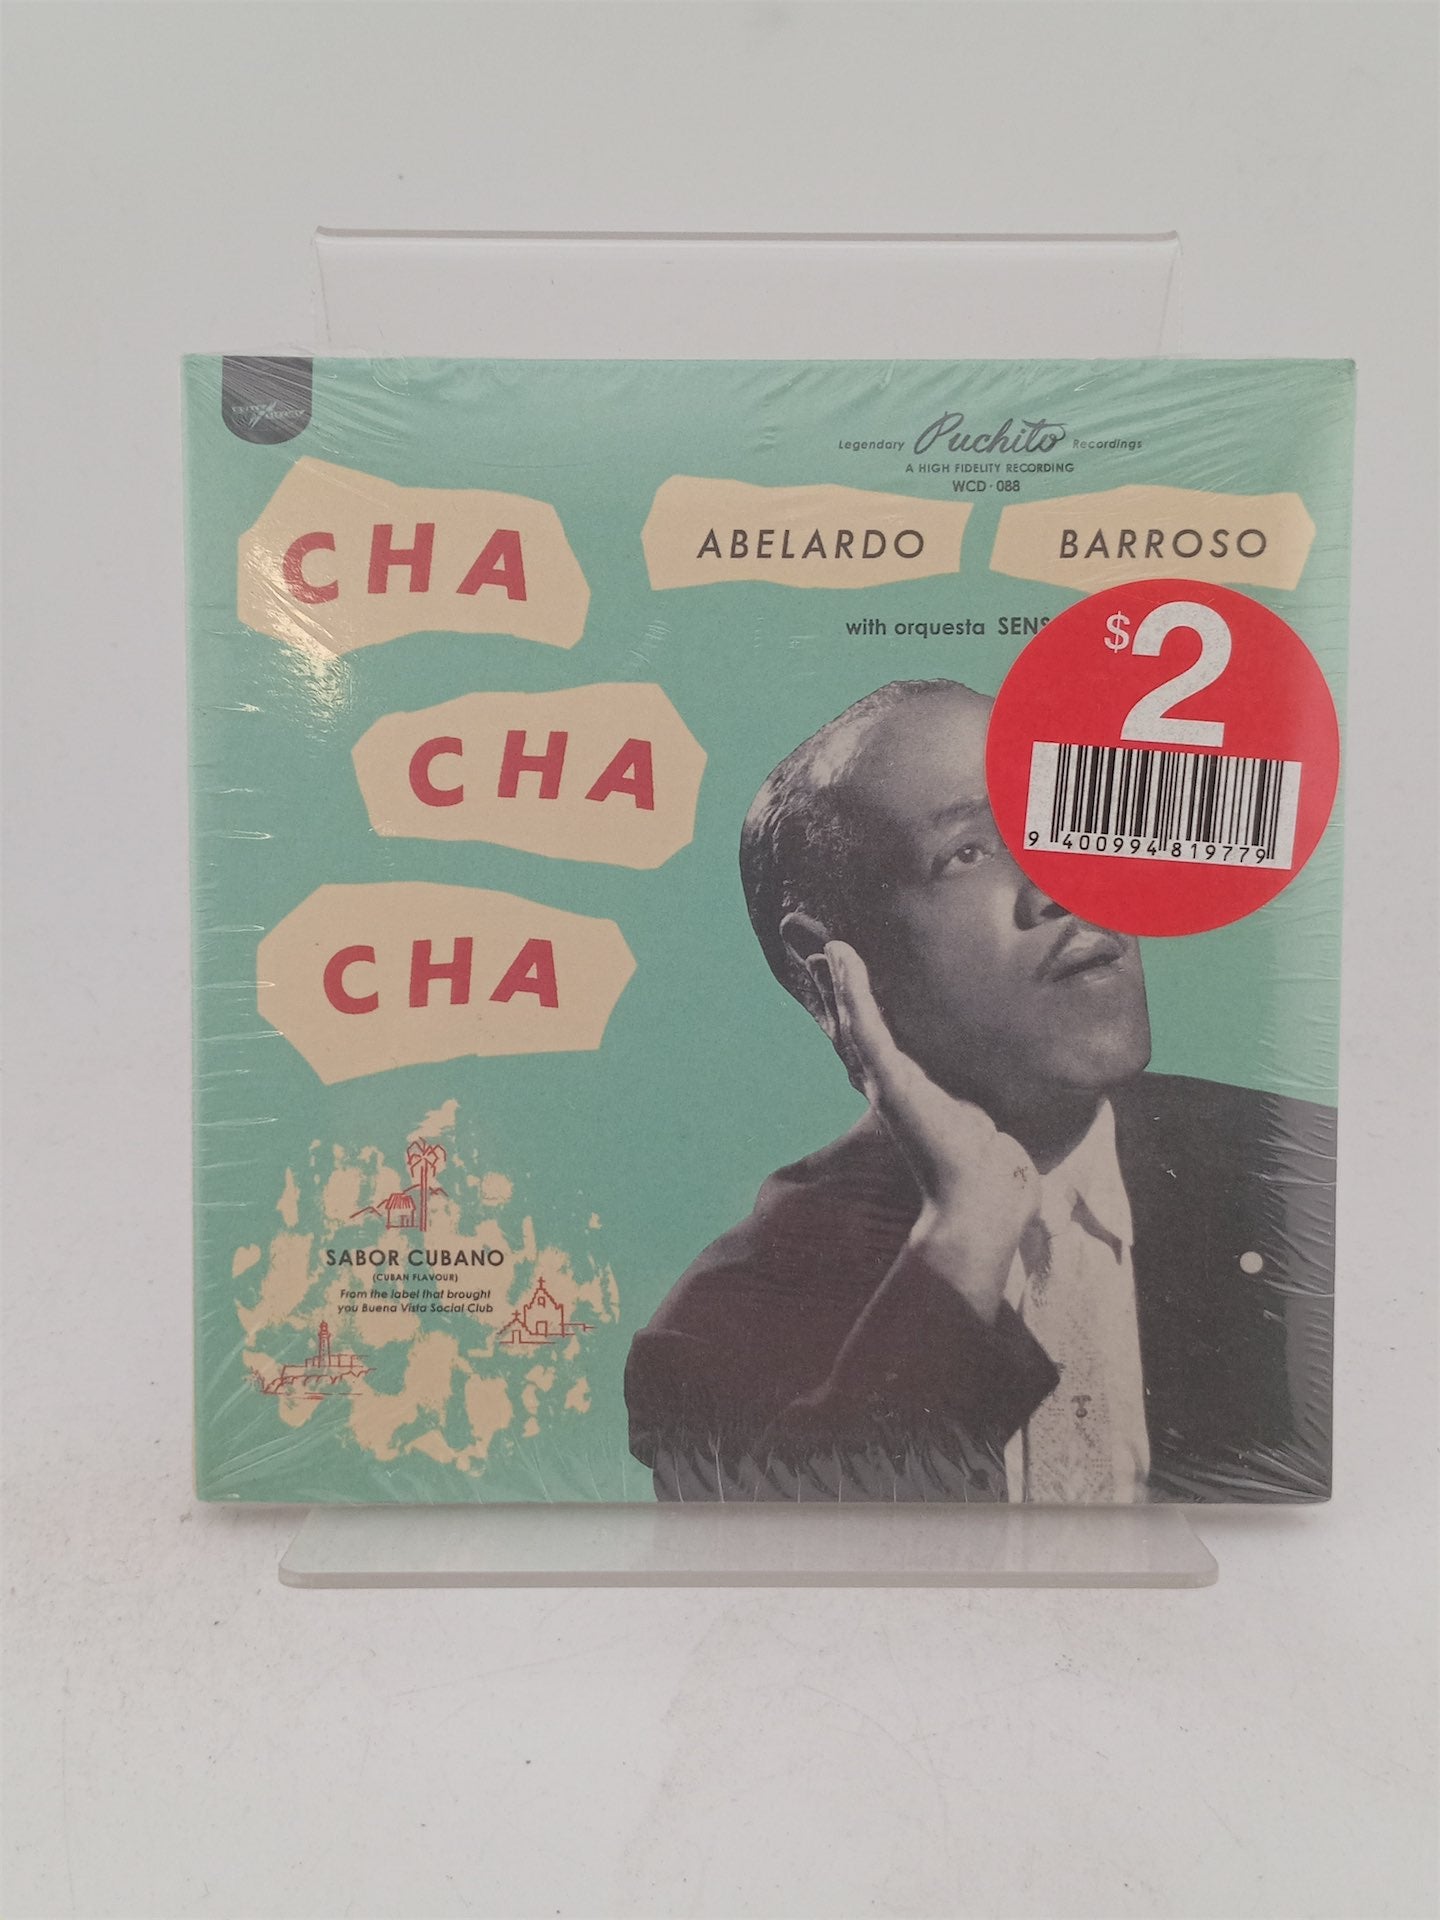 Legendary Puchito Recordings
A HIGH FIDELITY RECORDING
WCD · 088
CHA
ABELARDO BARROSO
with orquesta SENS
$2
9 400994 819779
CHA
CHA
SABOR CUBANO
(CUBAN FLAVOUR)
From the label that brought
you Buena Vista Social Club